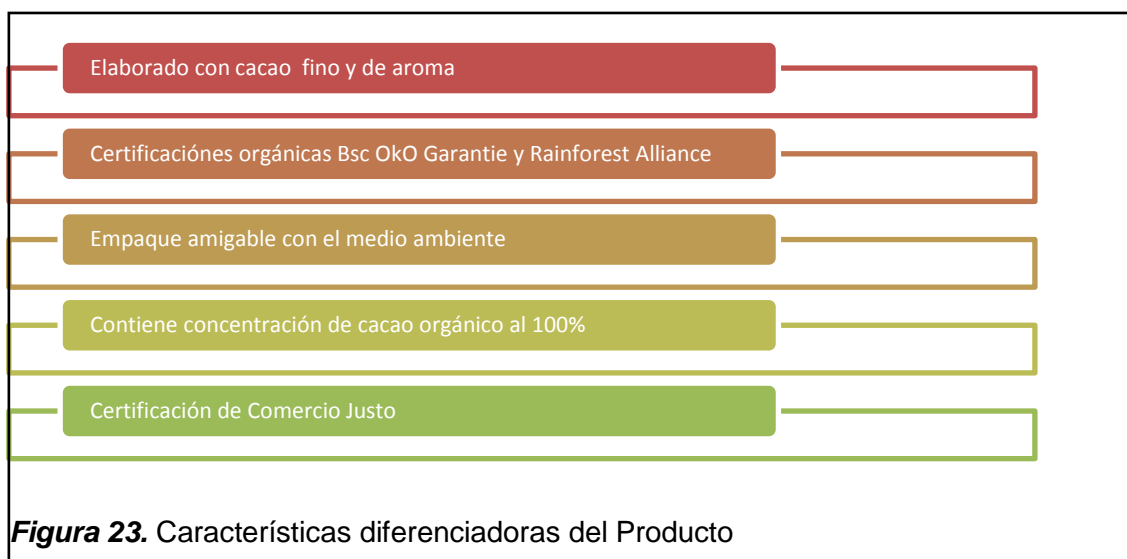 Elaborado con cacao fino y de aroma
Certificaciónes orgánicas Bsc OkO Garantie y Rainforest Alliance
Empaque amigable con el medio ambiente
Contiene concentración de cacao orgánico al 100%
Certificación de Comercio Justo
Figura 23. Características diferenciadoras del Producto